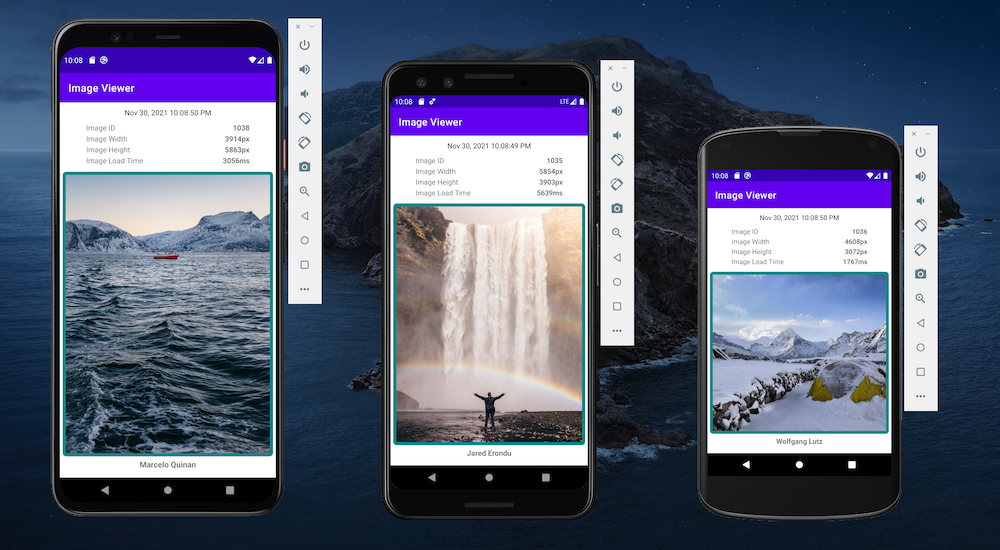 10:08
Image Viewer
Nov 30, 2021 10:08:50 PM
Image ID 1038
Image Width 3914px
Image Height 5863px
Image Load Time 3056ms
Marcelo Quinan
10:08 LTE
Image Viewer
Nov 30, 2021 10:08:49 PM
Image ID 1035
Image Width 5854px
Image Height 3903px
Image Load Time 5639ms
Jared Erondu
10:08
Image Viewer
Nov 30, 2021 10:08:50 PM
Image ID 1036
Image Width 4608px
Image Height 3072px
Image Load Time 1767ms
Wolfgang Lutz